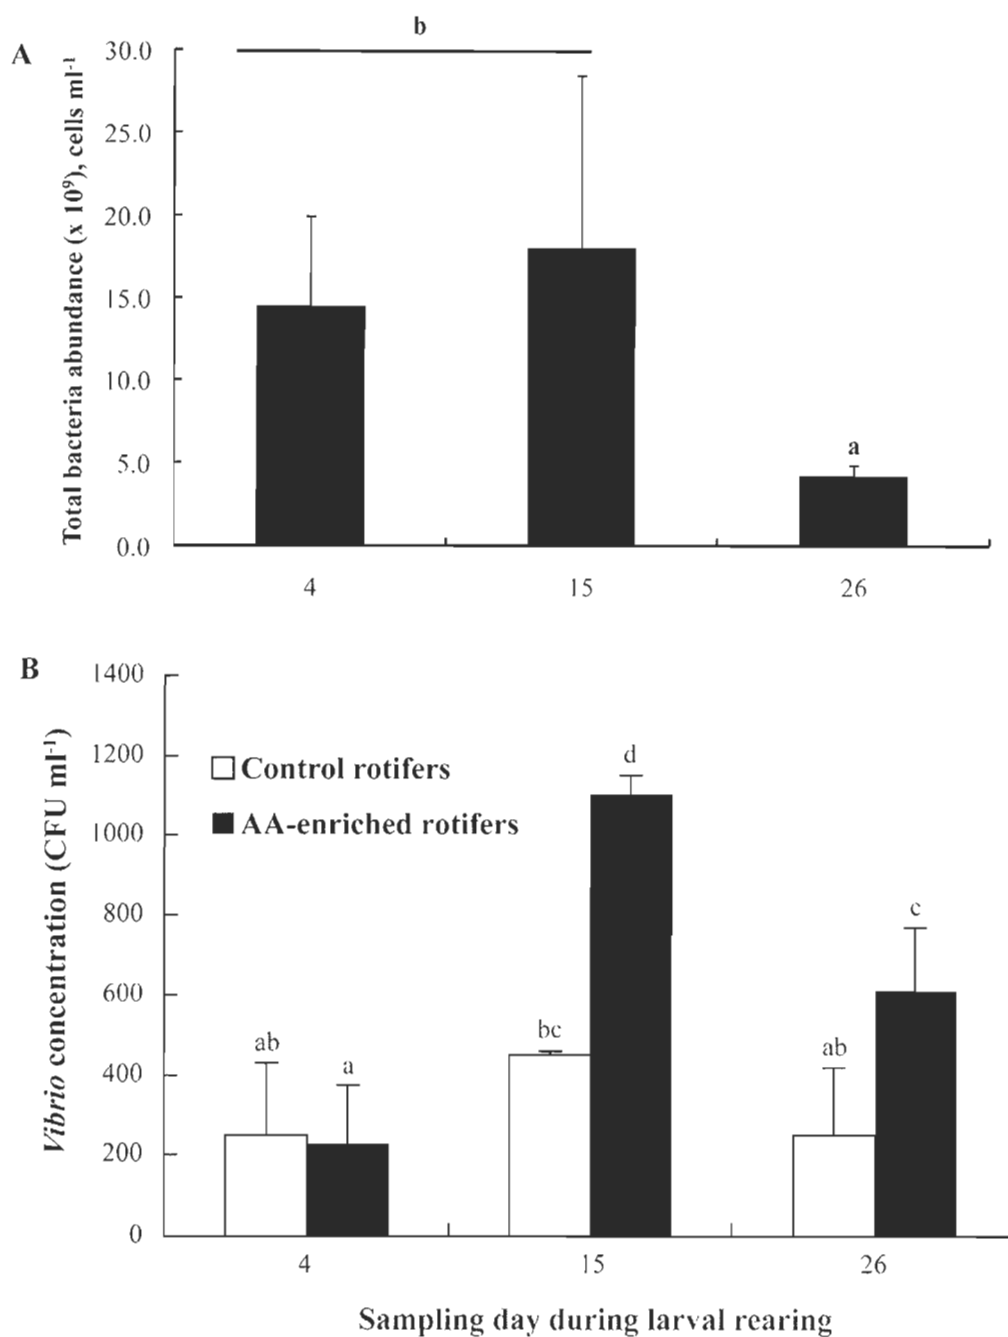 A
b
Total bacteria abundance (x 10⁹), cells ml⁻¹
30.0
25.0
20.0
15.0
10.0
5.0
0.0
a
4 15 26
B
Vibrio concentration (CFU ml⁻¹)
1400
1200
1000
800
600
400
200
0
Control rotifers
AA-enriched rotifers
ab
a
bc
d
ab
c
4 15 26
Sampling day during larval rearing